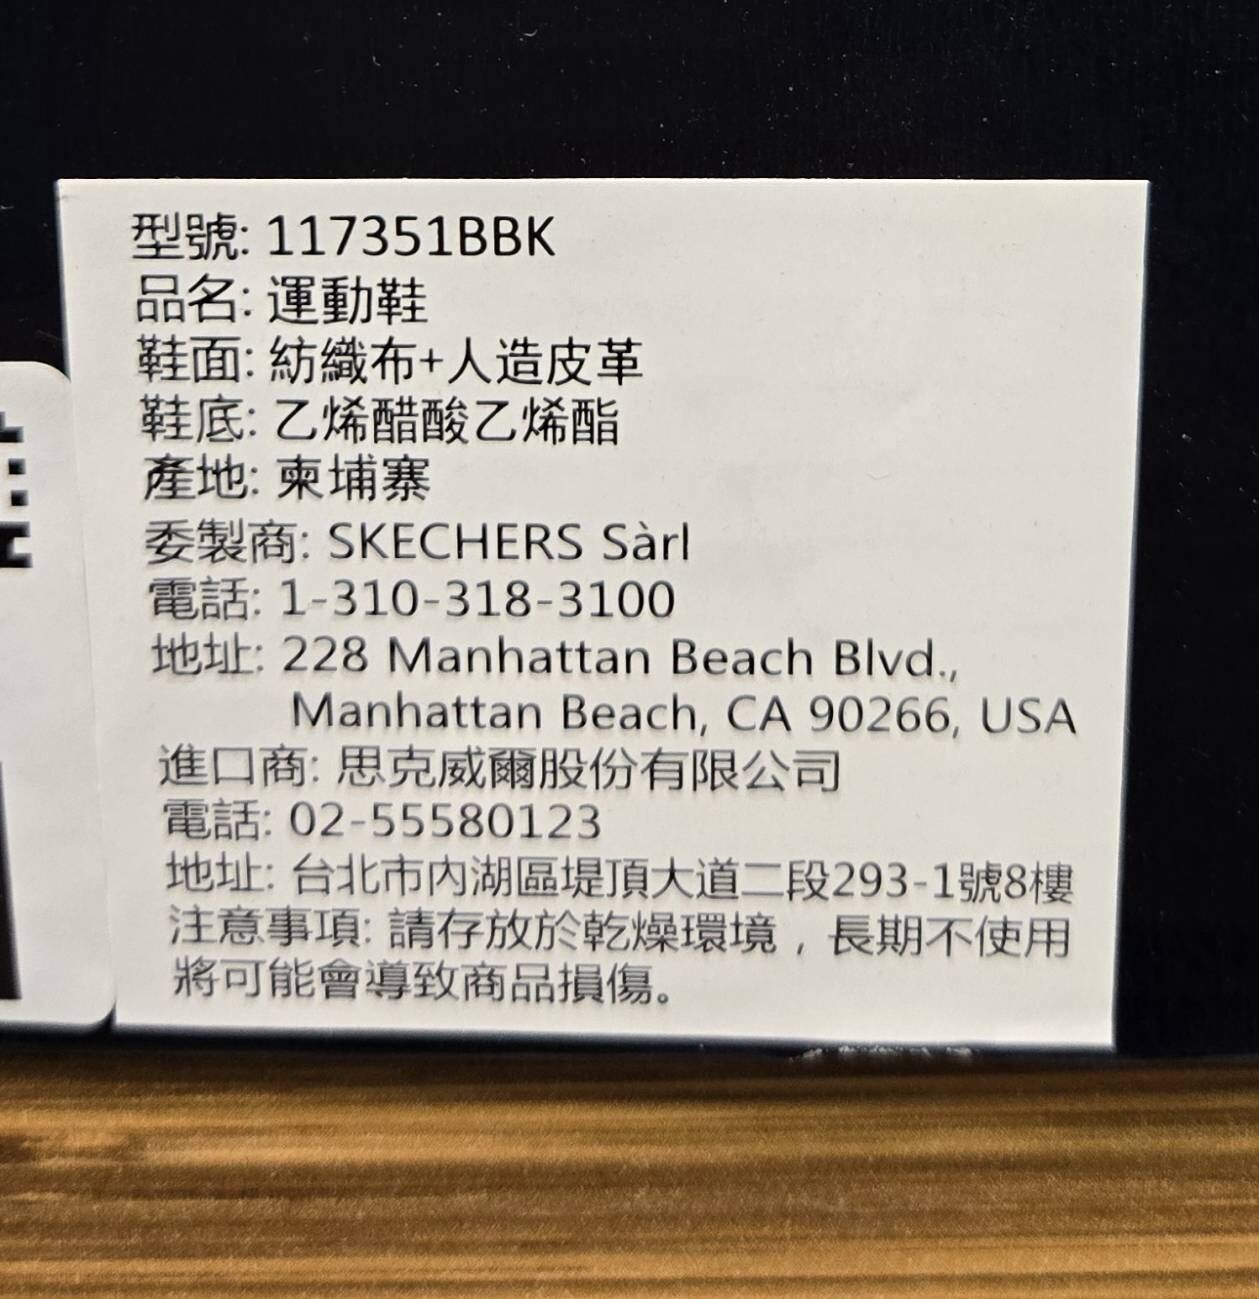 型號: 117351BBK
品名: 運動鞋
鞋面: 紡織布+人造皮革
鞋底: 乙烯醋酸乙烯酯
產地: 柬埔寨
委製商: SKECHERS Sàrl
電話: 1-310-318-3100
地址: 228 Manhattan Beach Blvd.,
Manhattan Beach, CA 90266, USA
進口商: 思克威爾股份有限公司
電話: 02-55580123
地址: 台北市內湖區堤頂大道二段293-1號8樓
注意事項: 請存放於乾燥環境，長期不使用
將可能會導致商品損傷。